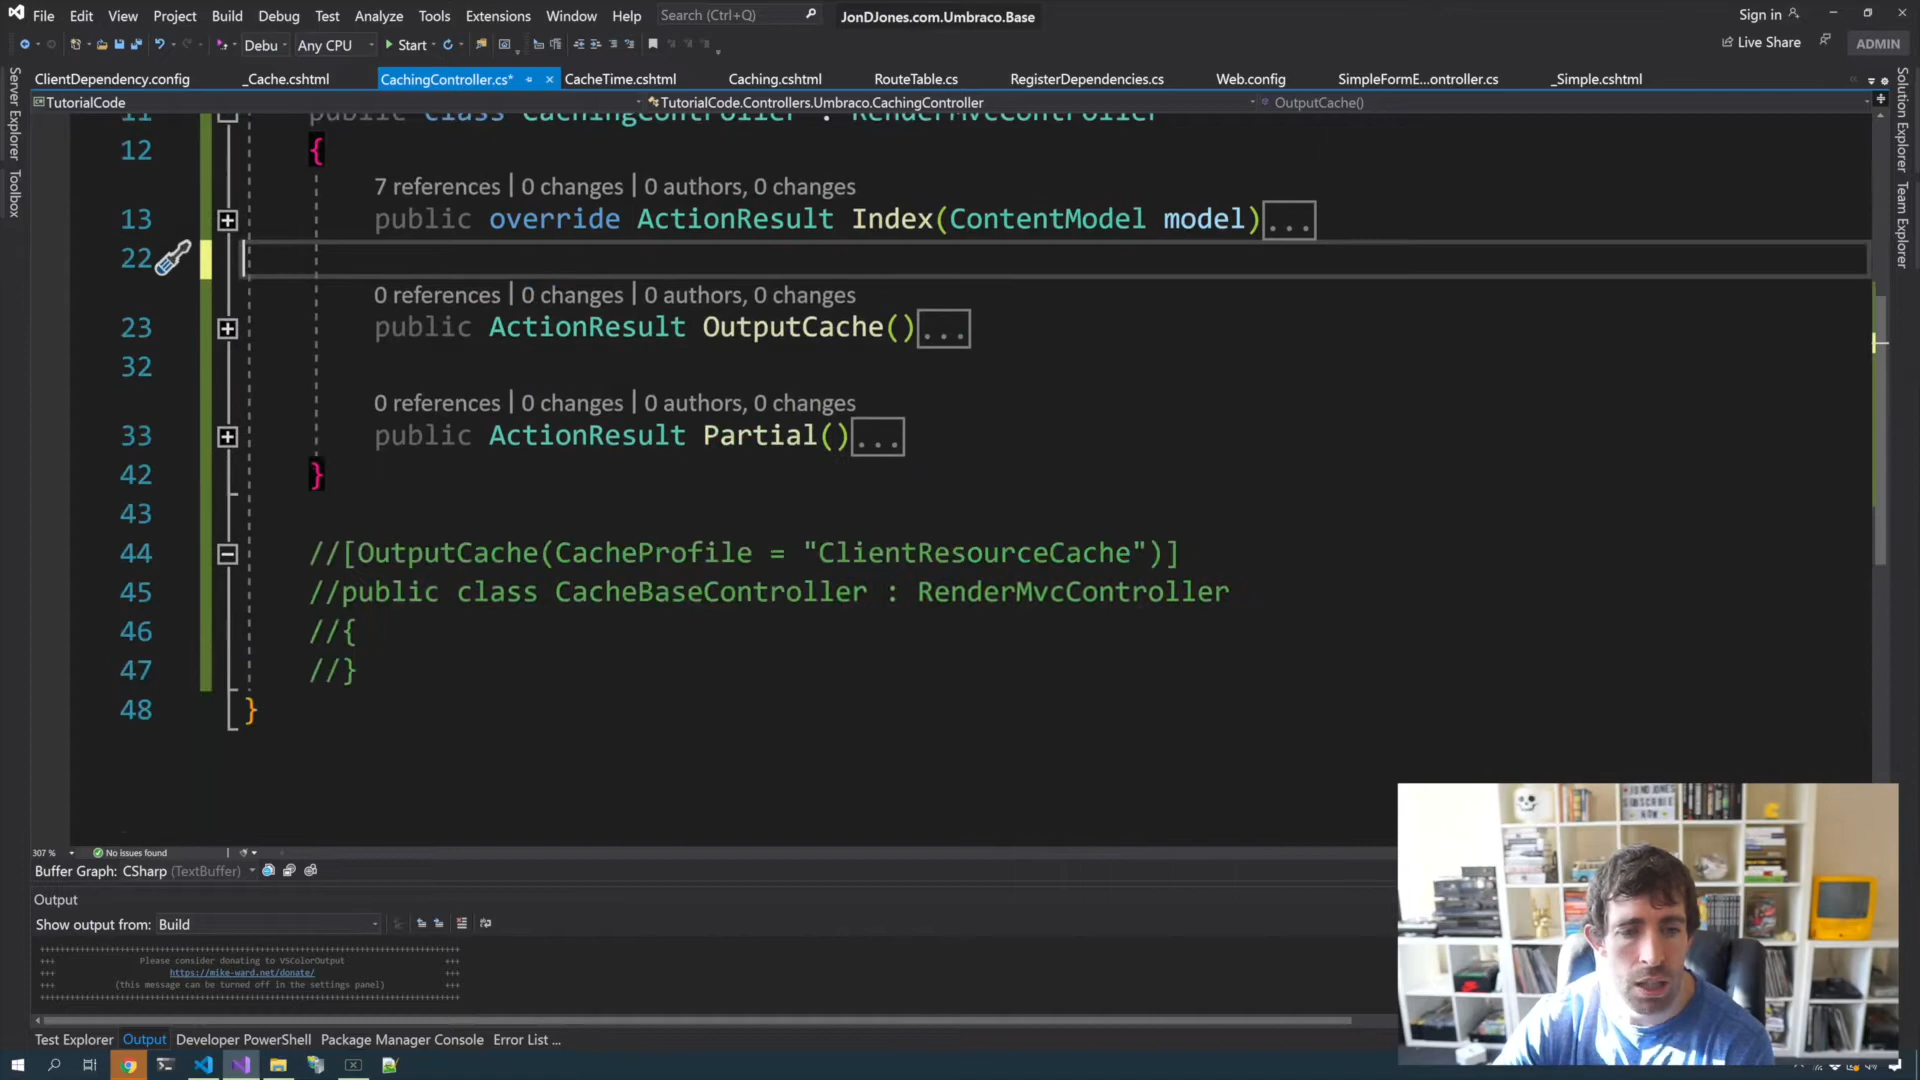 File Edit View Project Build Debug Test Analyze Tools Extensions Window Help Search (Ctrl+Q) JonDJones.com.Umbraco.Base Sign in
Debu Any CPU Start Live Share ADMIN
ClientDependency.config _Cache.cshtml CachingController.cs* CacheTime.cshtml Caching.cshtml RouteTable.cs RegisterDependencies.cs Web.config SimpleFormE...ontroller.cs _Simple.cshtml
TutorialCode TutorialCode.Controllers.Umbraco.CachingController OutputCache()
Server Explorer
Toolbox
Solution Explorer
Team Explorer
11 public class CachingController : RenderMvcController
12 {
7 references | 0 changes | 0 authors, 0 changes
13 public override ActionResult Index(ContentModel model)...
22
0 references | 0 changes | 0 authors, 0 changes
23 public ActionResult OutputCache()...
32
0 references | 0 changes | 0 authors, 0 changes
33 public ActionResult Partial()...
42 }
43
44 //[OutputCache(CacheProfile = "ClientResourceCache")]
45 //public class CacheBaseController : RenderMvcController
46 //{
47 //}
48 }
307 % No issues found
Buffer Graph: CSharp (TextBuffer)
Output
Show output from: Build
+++ Please consider donating to VSColorOutput +++
+++ https://mike-ward.net/donate/ +++
+++ (this message can be turned off in the settings panel) +++
Test Explorer Output Developer PowerShell Package Manager Console Error List ...
JONDJONES
SUBSCRIBE
NOW